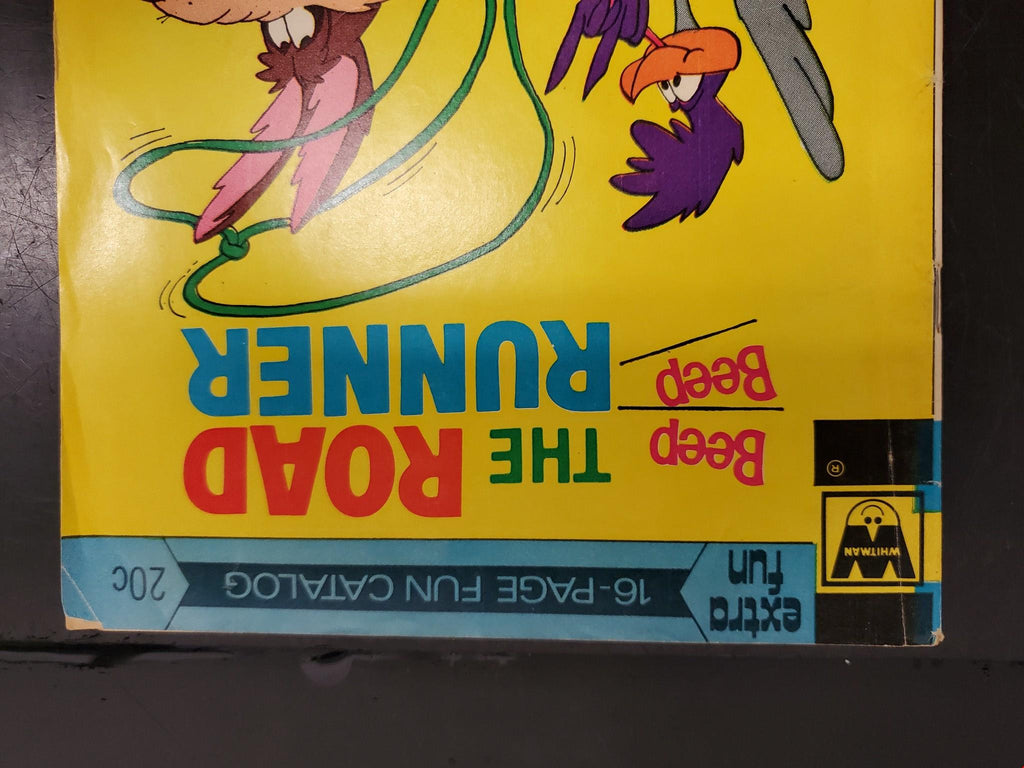 extra
fun
16-PAGE FUN CATALOG
20c
WHITMAN
®
Beep
Beep
THE ROAD
RUNNER